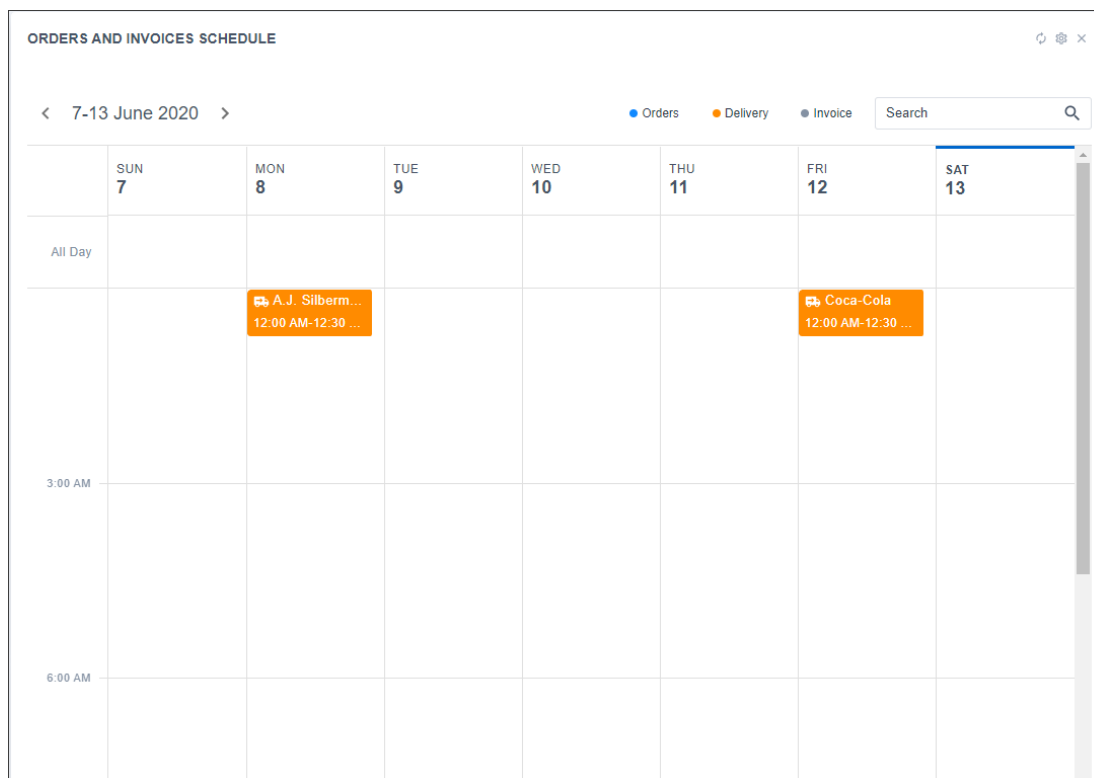 ORDERS AND INVOICES SCHEDULE
7-13 June 2020
Orders Delivery Invoice Search
SUN MON TUE WED THU FRI SAT
7 8 9 10 11 12 13
All Day
A.J. Silberm... Coca-Cola
12:00 AM-12:30 ... 12:00 AM-12:30 ...
3:00 AM
6:00 AM